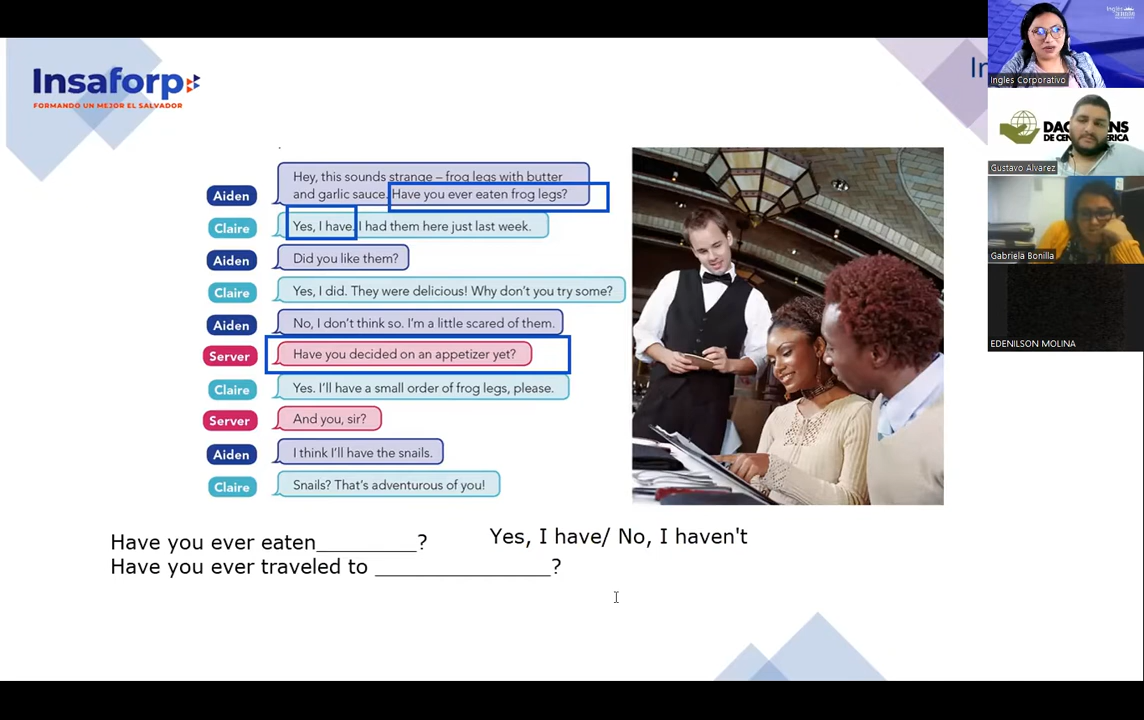 Insaforp
FORMANDO UN MEJOR EL SALVADOR
In
Aiden
Hey, this sounds strange – frog legs with butter
and garlic sauce. Have you ever eaten frog legs?
Claire
Yes, I have. I had them here just last week.
Aiden
Did you like them?
Claire
Yes, I did. They were delicious! Why don't you try some?
Aiden
No, I don't think so. I'm a little scared of them.
Server
Have you decided on an appetizer yet?
Claire
Yes. I'll have a small order of frog legs, please.
Server
And you, sir?
Aiden
I think I'll have the snails.
Claire
Snails? That's adventurous of you!
Have you ever eaten_________?
Yes, I have/ No, I haven't
Have you ever traveled to ________________?
Ingles Corporativo
Gustavo Alvarez
Gabriela Bonilla
EDENILSON MOLINA